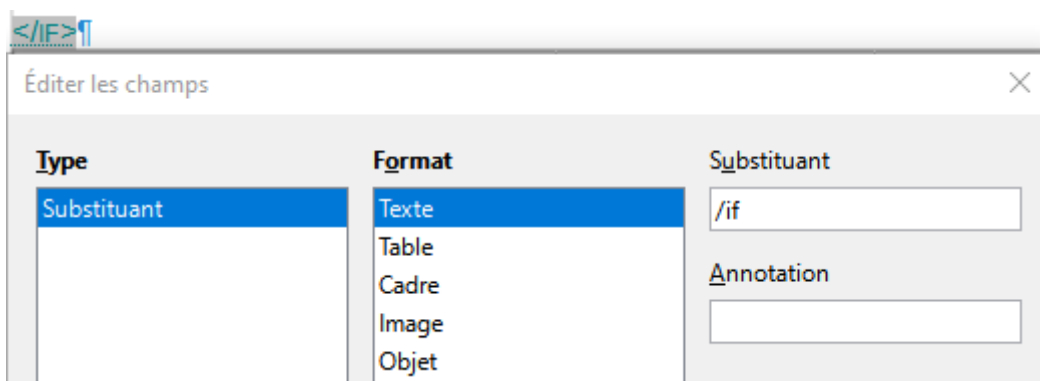 </IF>¶
Éditer les champs
Type
Format
Substituant
Substituant
Texte
/if
Table
Annotation
Cadre
Image
Objet